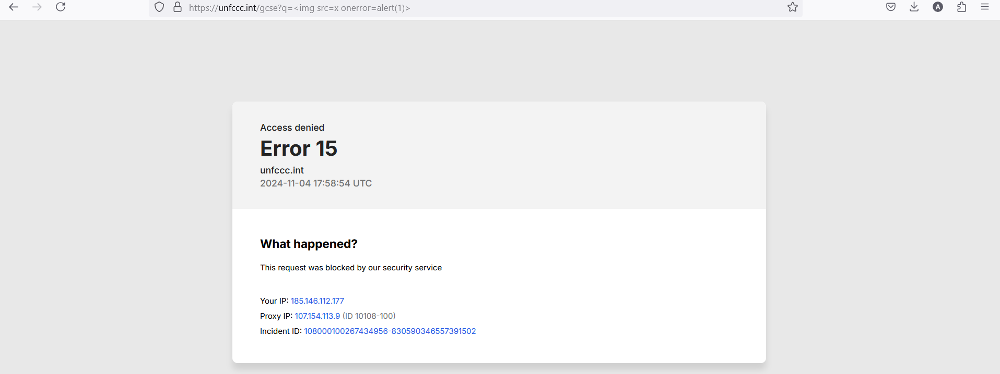 https://unfccc.int/gcse?q=<img src=x onerror=alert(1)>
A
Access denied
Error 15
unfccc.int
2024-11-04 17:58:54 UTC
What happened?
This request was blocked by our security service
Your IP: 185.146.112.177
Proxy IP: 107.154.113.9 (ID 10108-100)
Incident ID: 108000100267434956-830590346557391502